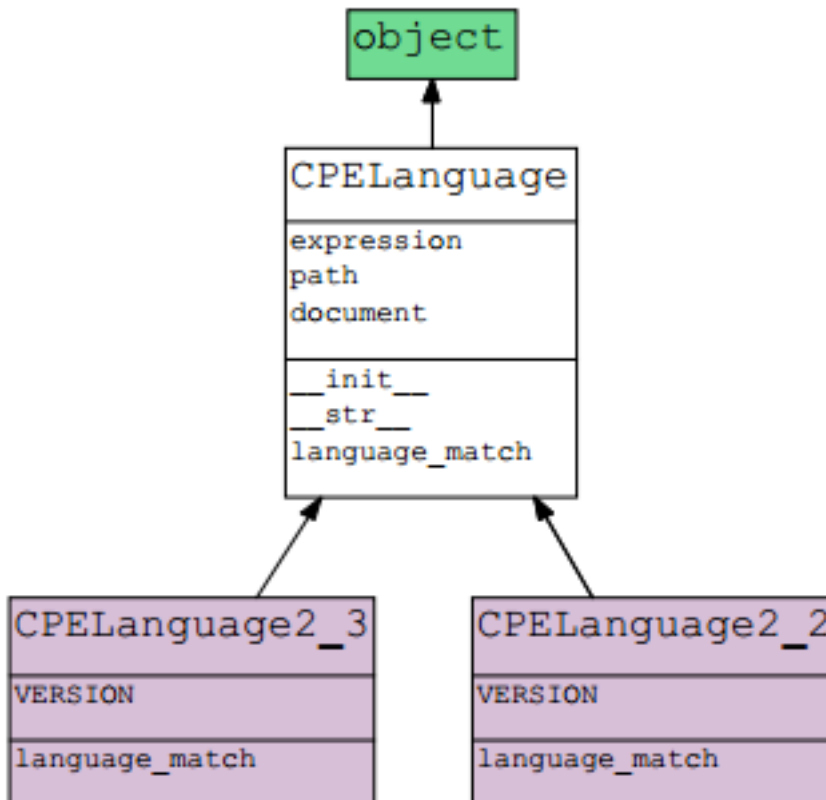 object
CPELanguage
expression
path
document
__init__
__str__
language_match
CPELanguage2_3
VERSION
language_match
CPELanguage2_2
VERSION
language_match